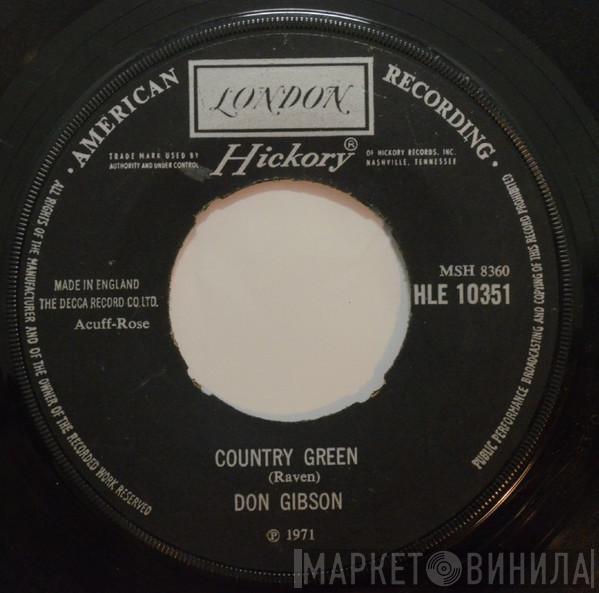 · AMERICAN RECORDING ·
LONDON
TRADE MARK USED BY
AUTHORITY AND UNDER CONTROL
Hickory®
OF HICKORY RECORDS, INC.
NASHVILLE, TENNESSEE
MADE IN ENGLAND
THE DECCA RECORD CO. LTD.
Acuff-Rose
MSH 8360
HLE 10351
COUNTRY GREEN
(Raven)
DON GIBSON
℗ 1971
ALL RIGHTS OF THE MANUFACTURER AND OF THE OWNER OF THE RECORDED WORK RESERVED
PUBLIC PERFORMANCE BROADCASTING AND COPYING OF THIS RECORD PROHIBITED
МАРКЕТ ВИНИЛА